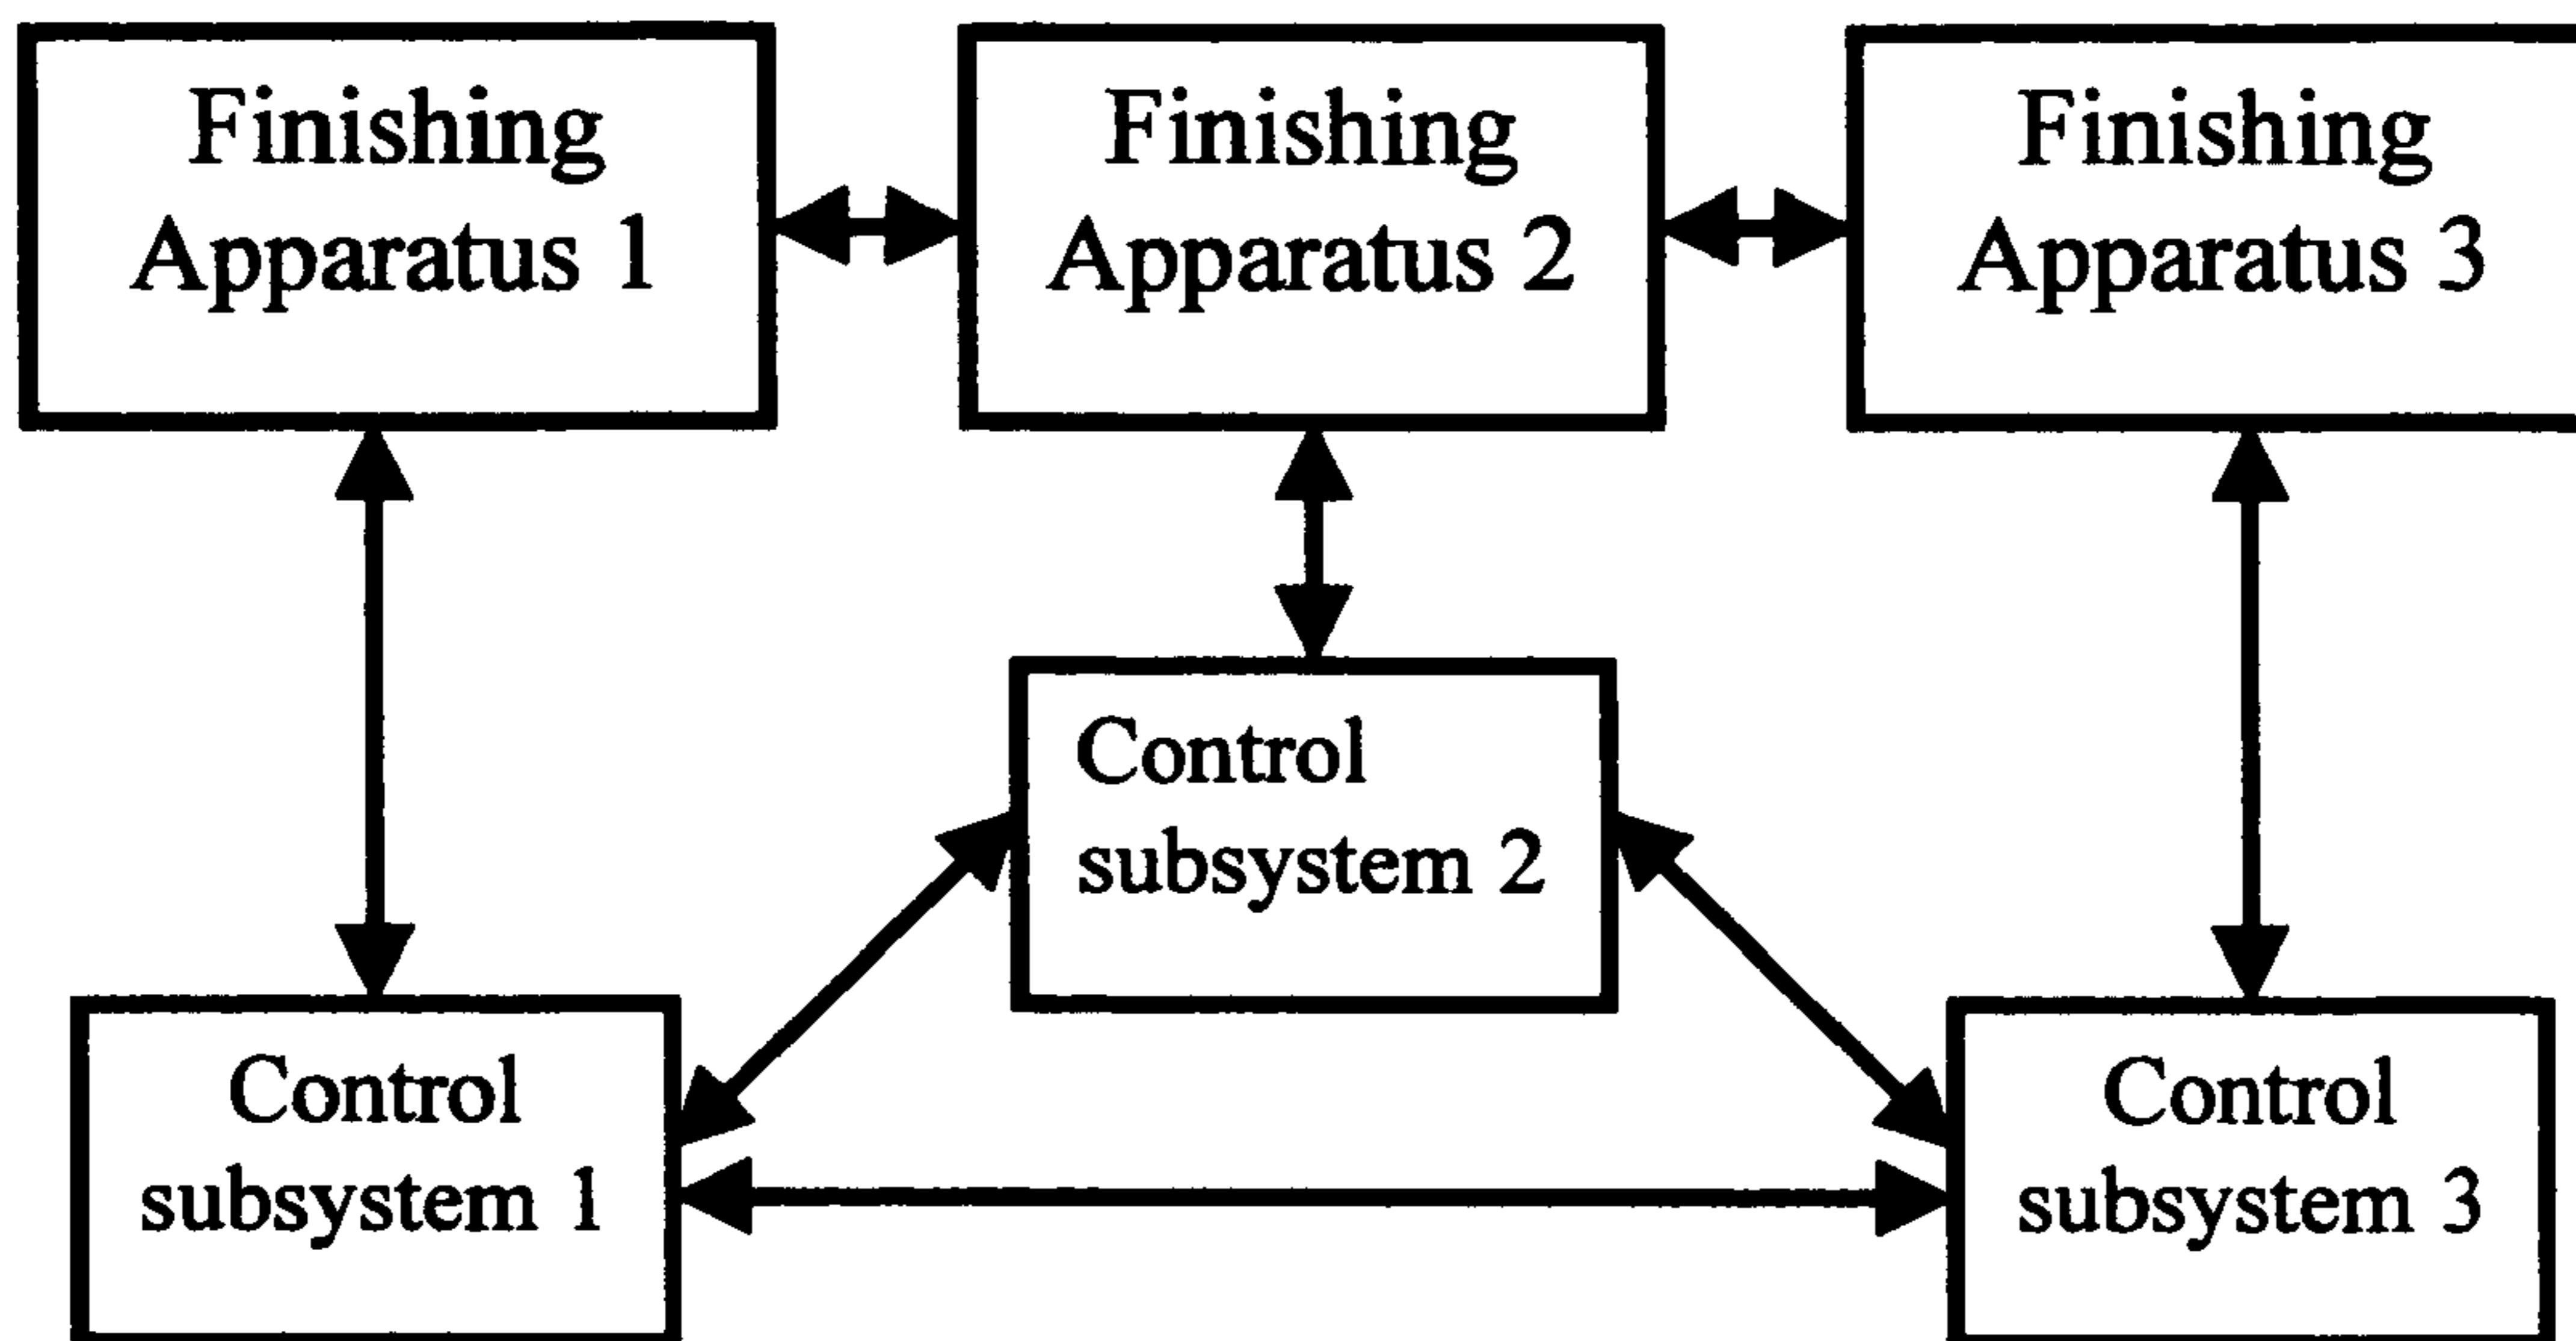 Finishing
Apparatus 1
Finishing
Apparatus 2
Finishing
Apparatus 3
Control
subsystem 2
Control
subsystem 1
Control
subsystem 3